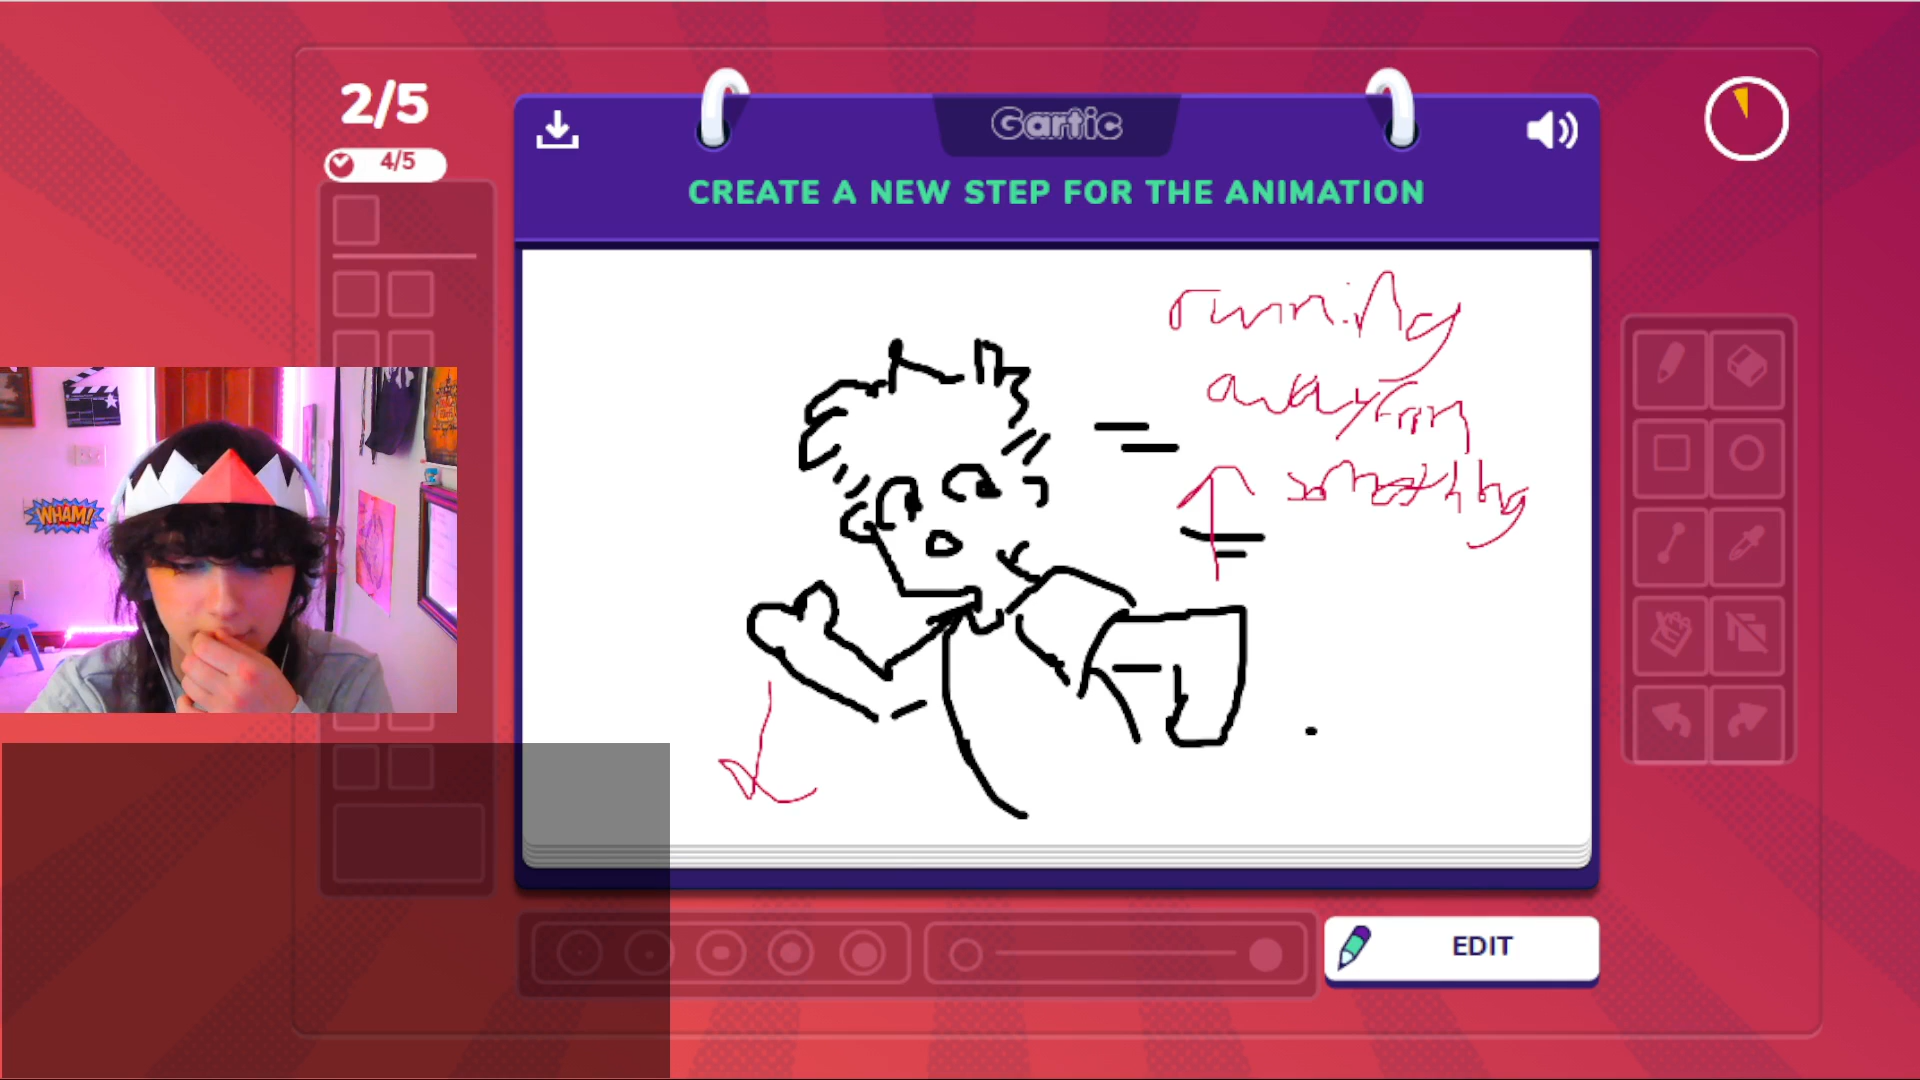 2/5
4/5
Gartic
CREATE A NEW STEP FOR THE ANIMATION
running
away from
something
WHAM!
EDIT